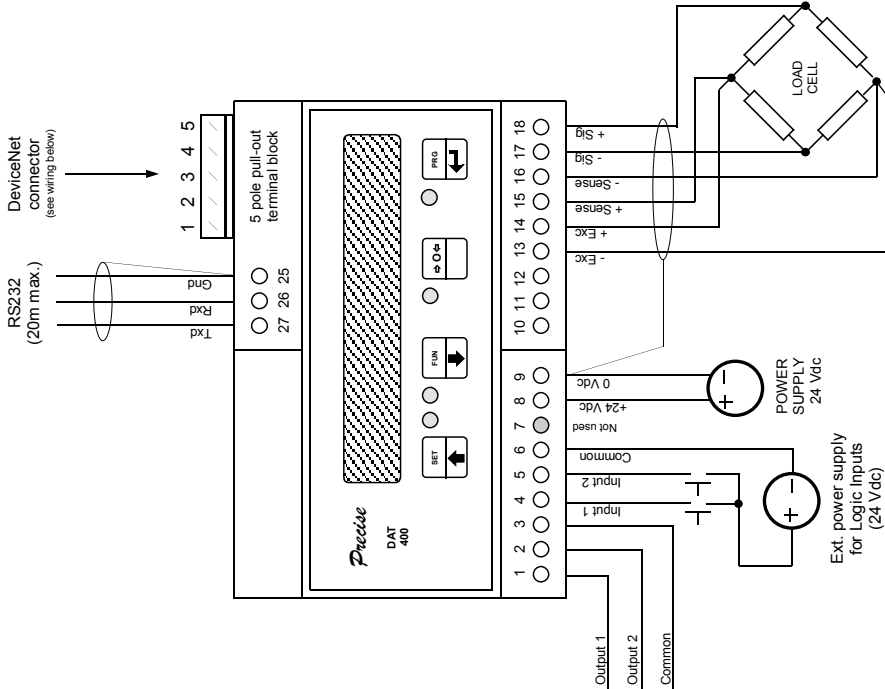 DeviceNet
connector
(see wiring below)
RS232
(20m max.)
1 2 3 4 5
5 pole pull-out
terminal block
Txd
Rxd
Gnd
27 26 25
Precise
DAT
400
SET
FUN
0
PRG
1 2 3 4 5 6 7 8 9
10 11 12 13 14 15 16 17 18
Output 1
Output 2
Common
Input 1
Input 2
Common
Not used
+24 Vdc
0 Vdc
- Exc
+ Exc
+ Sense
- Sense
- Sig
+ Sig
LOAD
CELL
+ -
POWER
SUPPLY
24 Vdc
+ -
Ext. power supply
for Logic Inputs
(24 Vdc)